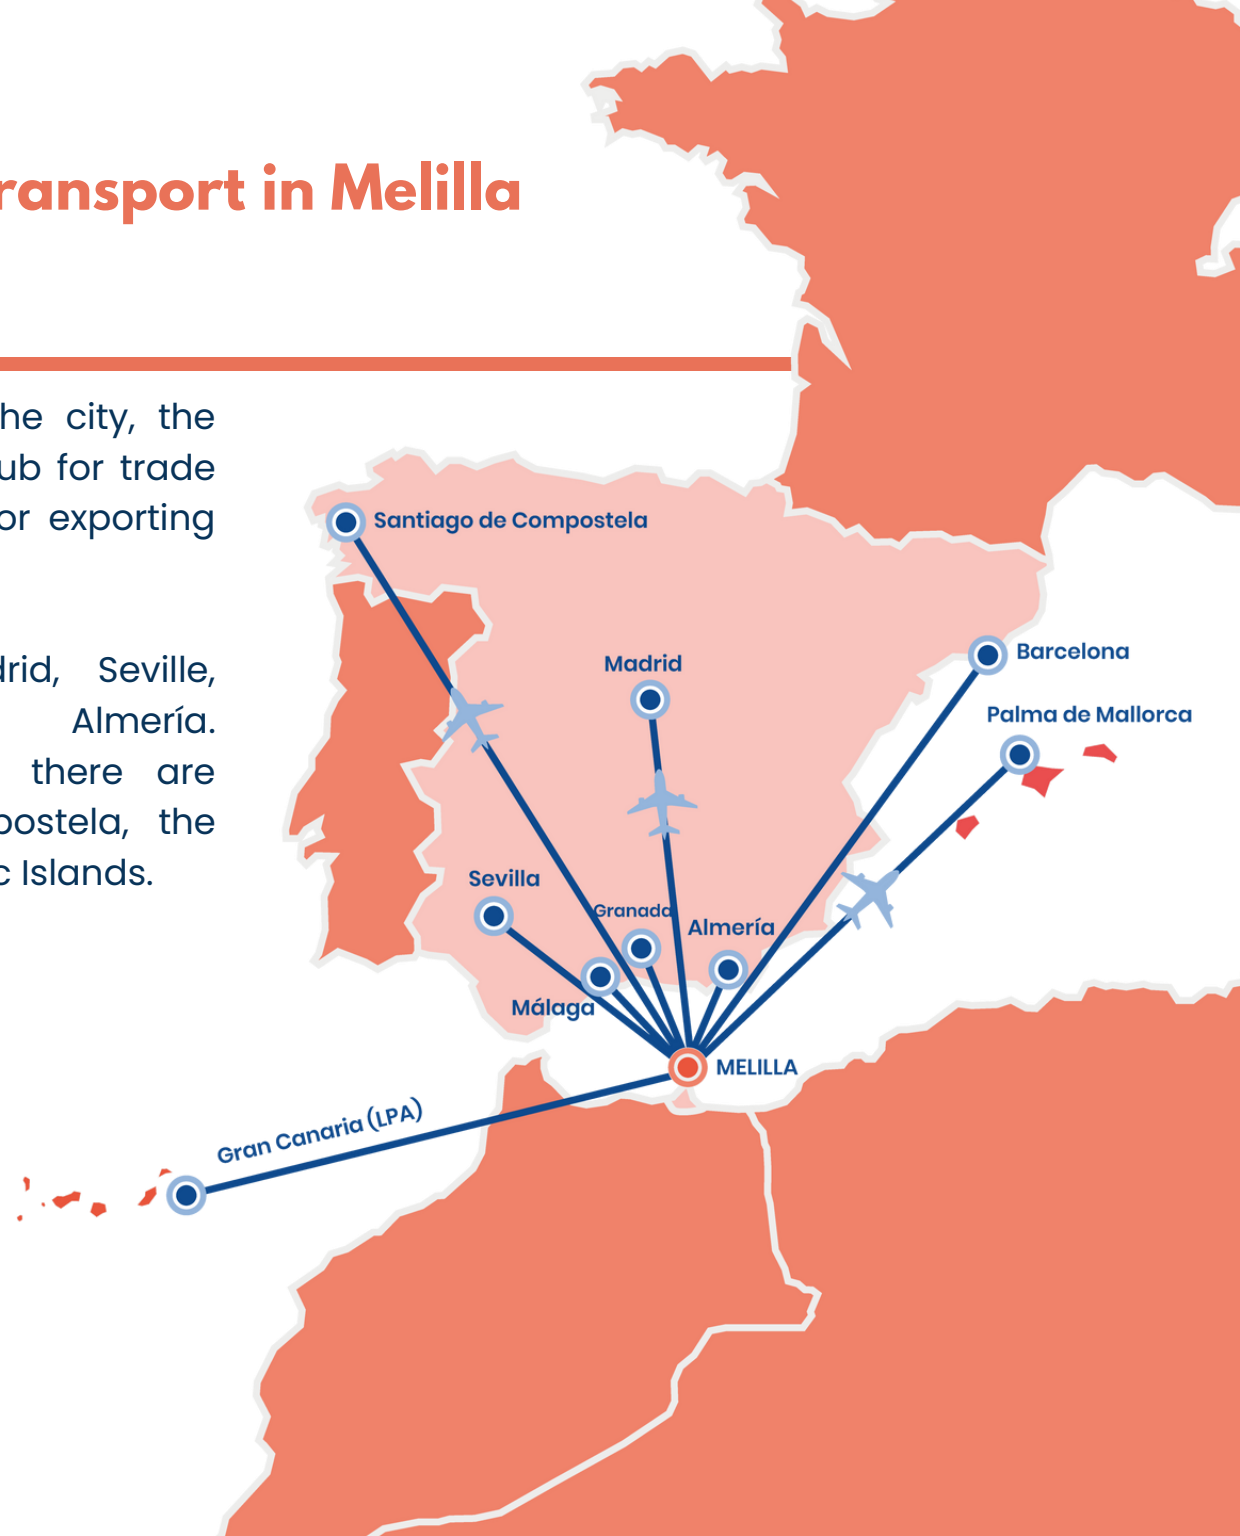 ransport in Melilla
he city, the
ub for trade
or exporting
drid, Seville,
Almería.
there are
postela, the
c Islands.
Santiago de Compostela
Madrid
Barcelona
Palma de Mallorca
Sevilla
Granada
Almería
Málaga
MELILLA
Gran Canaria (LPA)